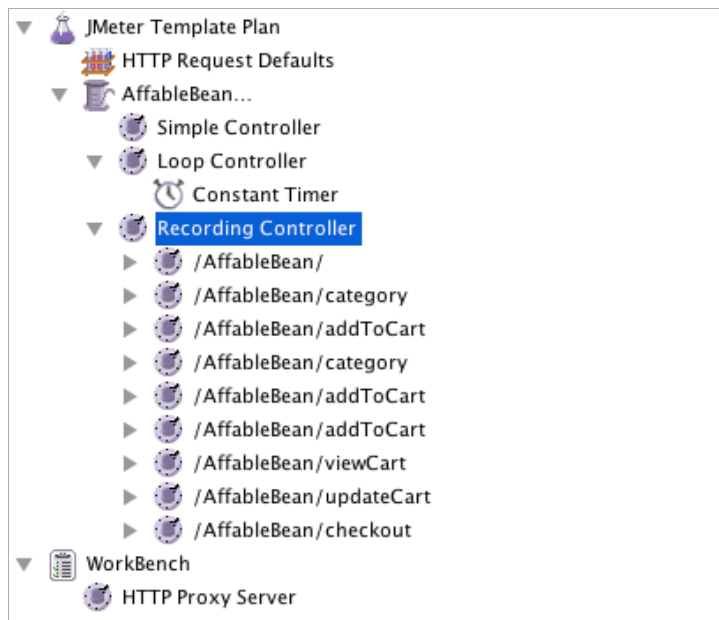 JMeter Template Plan
HTTP Request Defaults
AffableBean...
Simple Controller
Loop Controller
Constant Timer
Recording Controller
/AffableBean/
/AffableBean/category
/AffableBean/addToCart
/AffableBean/category
/AffableBean/addToCart
/AffableBean/addToCart
/AffableBean/viewCart
/AffableBean/updateCart
/AffableBean/checkout
WorkBench
HTTP Proxy Server